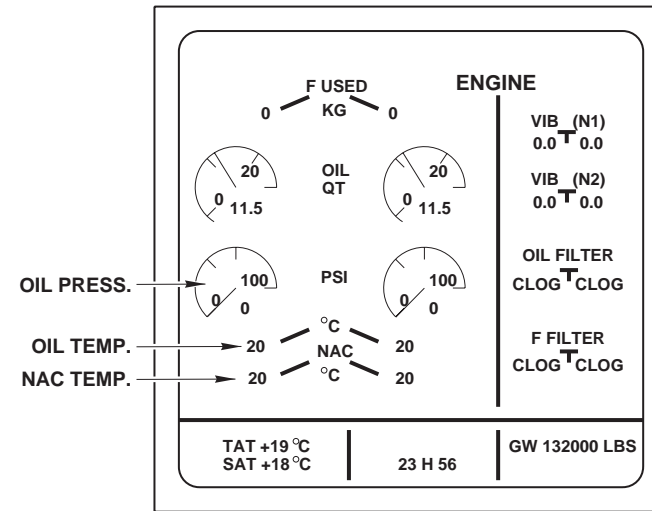 F USED
0 KG 0
ENGINE
VIB (N1)
0.0 0.0
OIL
QT
20
0
11.5
20
0
11.5
VIB (N2)
0.0 0.0
OIL FILTER
CLOG CLOG
OIL PRESS.
100
0
0
PSI
100
0
0
F FILTER
CLOG CLOG
OIL TEMP.
20 °C 20
NAC TEMP.
NAC
20 °C 20
TAT +19 °C
SAT +18 °C
23 H 56
GW 132000 LBS